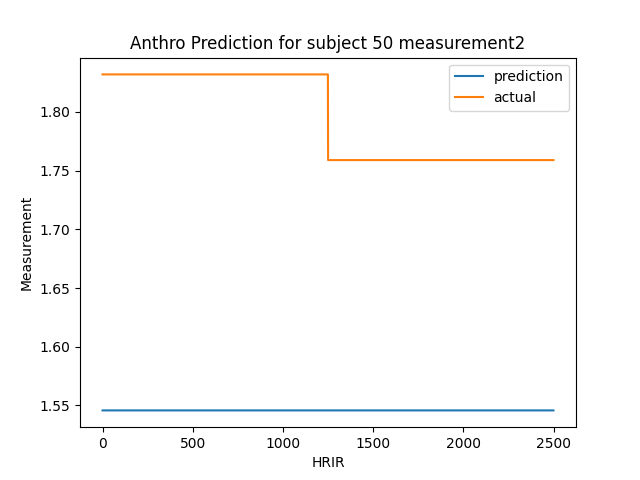 Anthro Prediction for subject 50 measurement2
prediction
actual
Measurement
1.80
1.75
1.70
1.65
1.60
1.55
0 500 1000 1500 2000 2500
HRIR